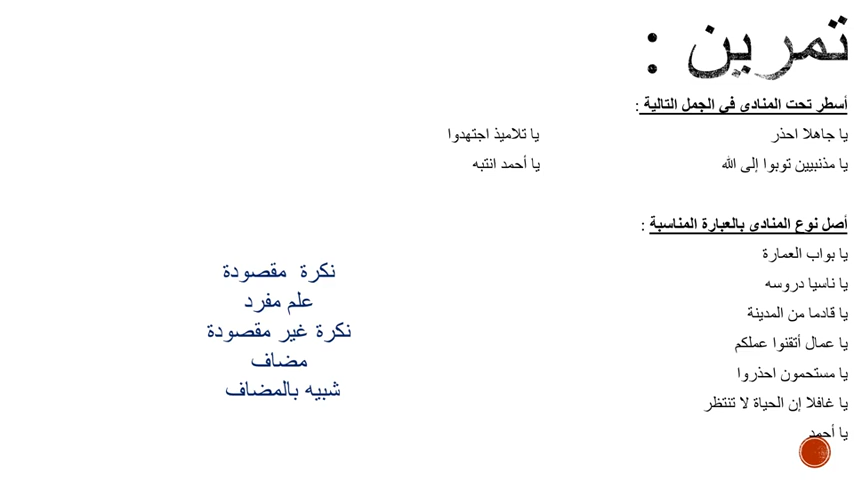 تمرين :
أسطر تحت المنادى في الجمل التالية :
يا جاهلا احذر يا تلاميذ اجتهدوا
يا مذنبيين توبوا إلى الله يا أحمد انتبه
أصل نوع المنادى بالعبارة المناسبة :
يا بواب العمارة
يا ناسيا دروسه
يا قادما من المدينة
يا عمال أتقنوا عملكم
يا مستحمون احذروا
يا غافلا إن الحياة لا تنتظر
يا أحمد
نكرة مقصودة
علم مفرد
نكرة غير مقصودة
مضاف
شبيه بالمضاف